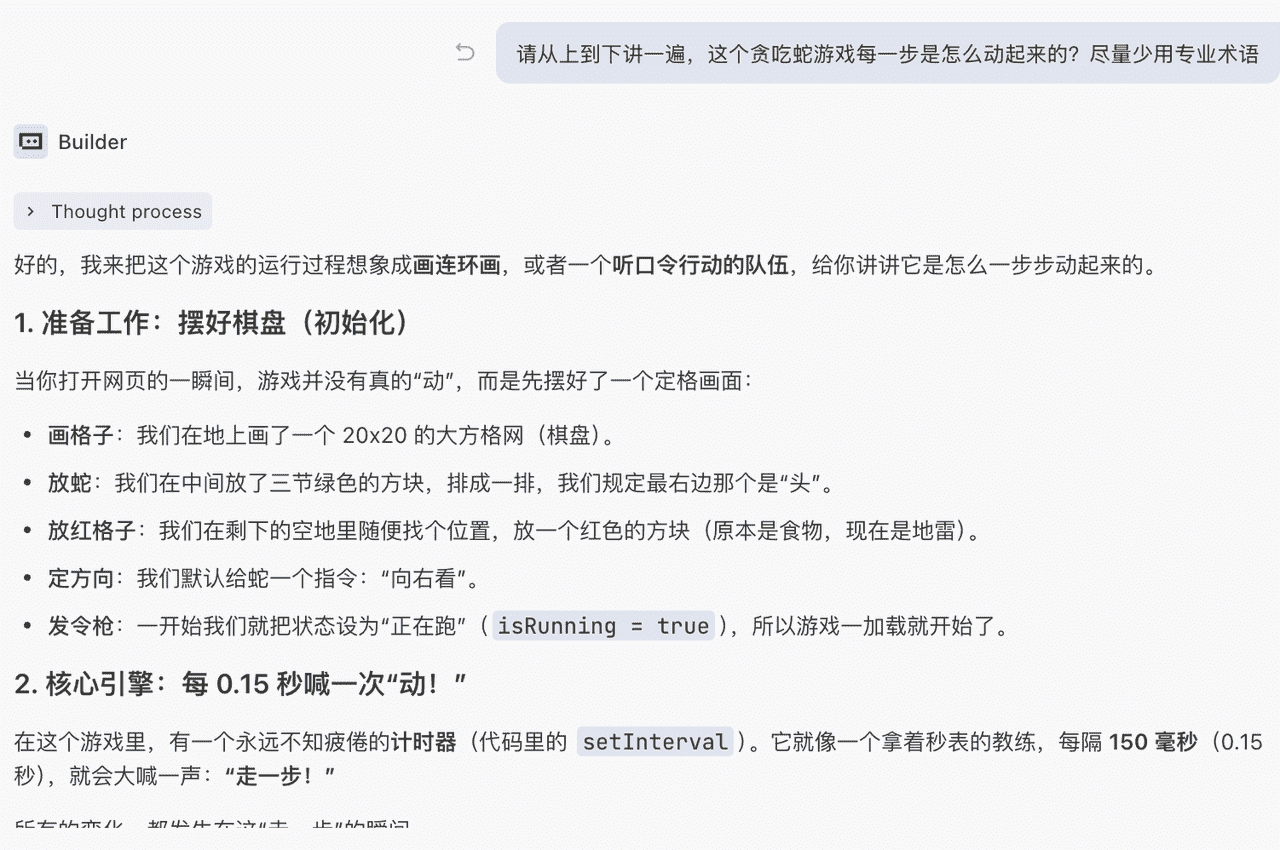 请从上到下讲一遍，这个贪吃蛇游戏每一步是怎么动起来的？尽量少用专业术语
Builder
Thought process
好的，我来把这个游戏的运行过程想象成画连环画，或者一个听口令行动的队伍，给你讲讲它是怎么一步步动起来的。
1. 准备工作：摆好棋盘（初始化）
当你打开网页的一瞬间，游戏并没有真的“动”，而是先摆好了一个定格画面：
• 画格子：我们在地上画了一个 20x20 的大方格网（棋盘）。
• 放蛇：我们在中间放了三节绿色的方块，排成一排，我们规定最右边那个是“头”。
• 放红格子：我们在剩下的空地里随便找个位置，放一个红色的方块（原本是食物，现在是地雷）。
• 定方向：我们默认给蛇一个指令：“向右看”。
• 发令枪：一开始我们就把状态设为“正在跑”（isRunning = true），所以游戏一加载就开始了。
2. 核心引擎：每 0.15 秒喊一次“动！”
在这个游戏里，有一个永远不知疲倦的计时器（代码里的 setInterval）。它就像一个拿着秒表的教练，每隔 150 毫秒（0.15
秒），就会大喊一声：“走一步！”
所有的变化，都发生在这“走一步”的瞬间